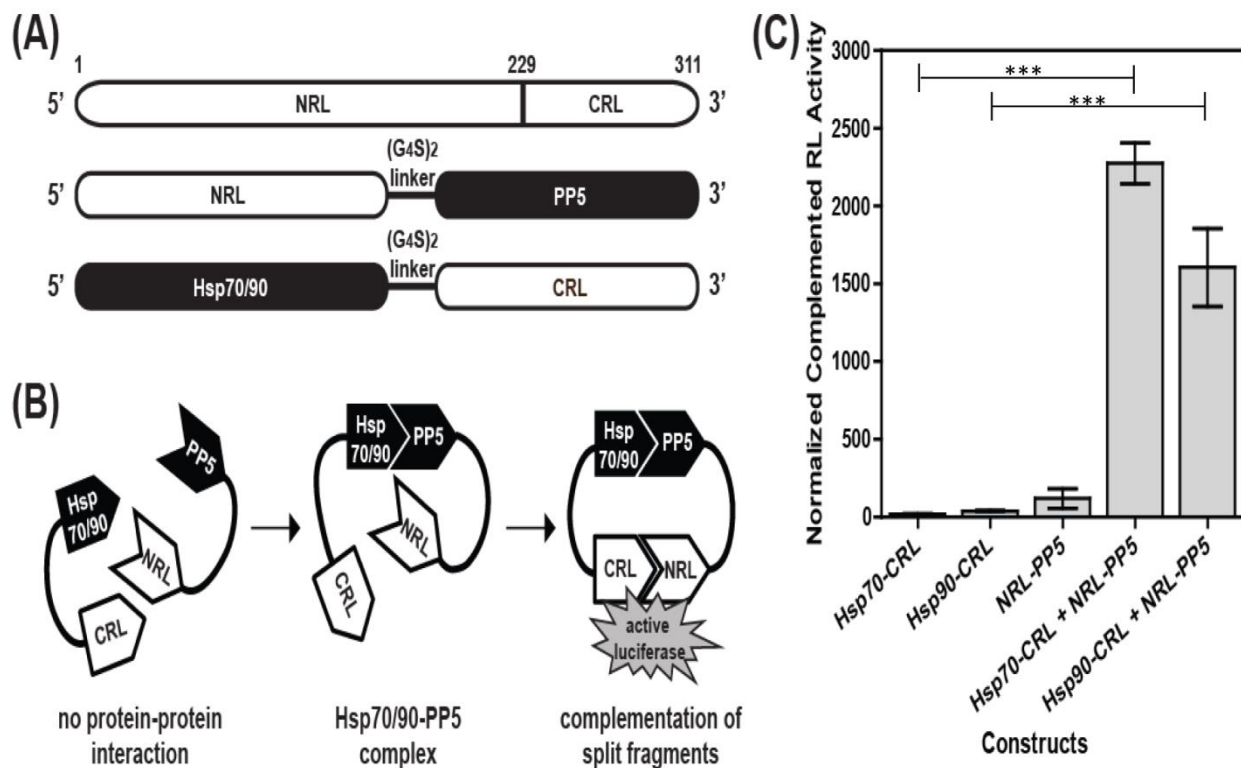 (A)
1 229 311
5' NRL CRL 3'
(G4S)2
linker
5' NRL PP5 3'
(G4S)2
linker
5' Hsp70/90 CRL 3'
(B)
Hsp
70/90
PP5
NRL
CRL
no protein-protein
interaction
Hsp
70/90
PP5
NRL
CRL
Hsp70/90-PP5
complex
Hsp
70/90
PP5
CRL NRL
active
luciferase
complementation of
split fragments
(C)
Normalized Complemented RL Activity
3000
2500
2000
1500
1000
500
0
***
***
Hsp70-CRL
Hsp90-CRL
NRL-PP5
Hsp70-CRL + NRL-PP5
Hsp90-CRL + NRL-PP5
Constructs